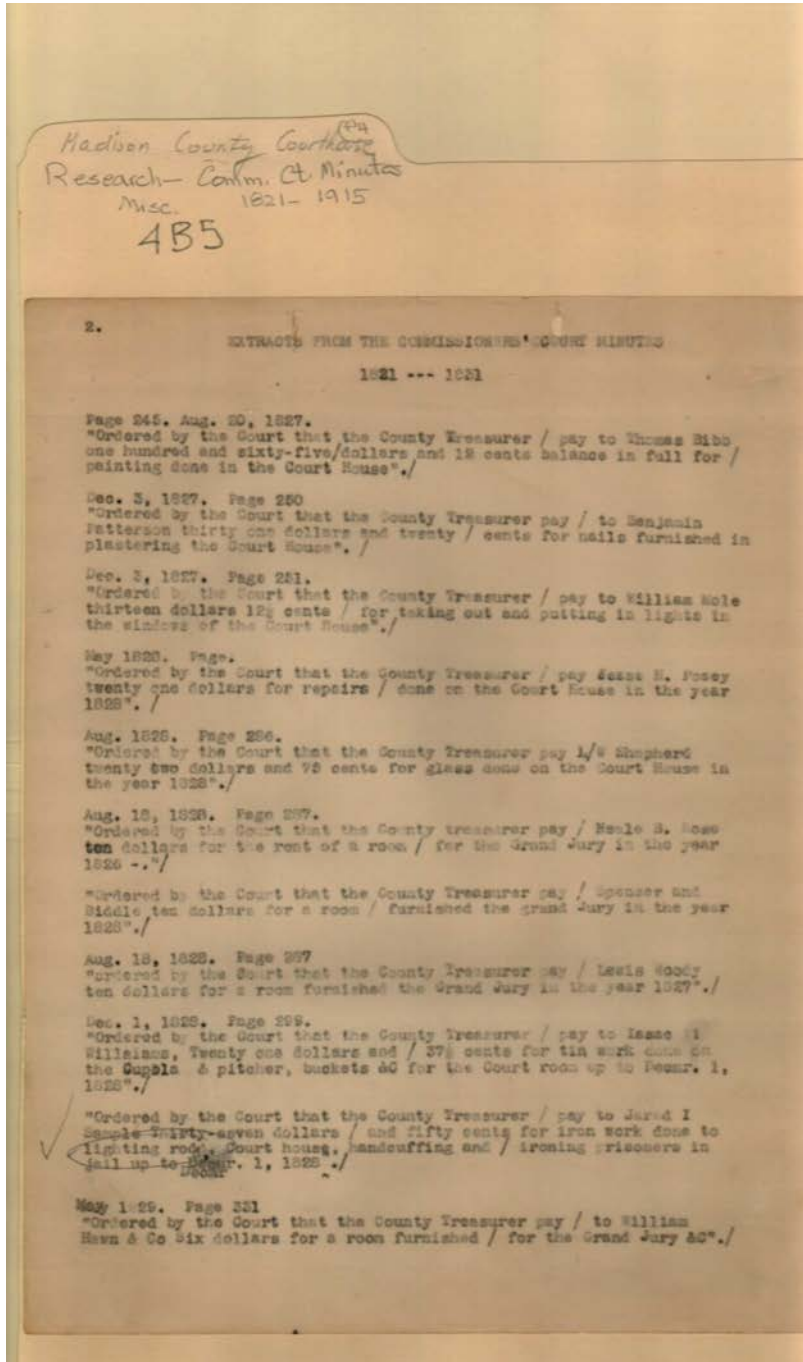 Madison County Courthouse
Research- Comm. Ct. Minutes
Misc. 1821- 1915
4B5
2.
EXTRACTS FROM THE COMMISSIONERS' COURT MINUTES
1821 --- 1831
Page 245. Aug. 20, 1827.
"Ordered by the Court that the County Treasurer / pay to Thomas Bibb
one hundred and sixty-five/dollars and 12 cents balance in full for /
painting done in the Court House"./
Dec. 3, 1827. Page 250
"Ordered by the Court that the County Treasurer pay / to Benjamin
Patterson thirty one dollars and twenty / cents for nails furnished in
plastering the Court House". /
Dec. 3, 1827. Page 251.
"Ordered by the Court that the County Treasurer / pay to William Mole
thirteen dollars 12½ cents / for taking out and putting in lights in
the windows of the Court House"./
May 1828. Page.
"Ordered by the Court that the County Treasurer / pay Jesse H. Posey
twenty one dollars for repairs / done on the Court House in the year
1828". /
Aug. 1828. Page 286.
"Ordered by the Court that the County Treasurer pay L/W Shepherd
twenty two dollars and 75 cents for glass done on the Court House in
the year 1828"./
Aug. 18, 1828. Page 287.
"Ordered by the Court that the County treasurer pay / Neale B. Rose
ten dollars for the rent of a room / for the Grand Jury in the year
1826 -."/
"Ordered by the Court that the County Treasurer pay / Spenser and
Biddle ten dollars for a room / furnished the grand Jury in the year
1828"./
Aug. 18, 1828. Page 287
"ordered by the Court that the County Treasurer pay / Lewis Moody
ten dollars for a room furnished the Grand Jury in the year 1827"./
Dec. 1, 1828. Page 299.
"Ordered by the Court that the County Treasurer / pay to Isaac
Willeians, Twenty one dollars and / 37½ cents for tin work done on
the Cupola & pitcher, buckets &C for the Court room up to Decmr. 1,
1828"./
"Ordered by the Court that the County Treasurer / pay to Jared I
Sample Thirty-seven dollars / and fifty cents for iron work done to
lighting rods, Court house, handcuffing and / ironing prisoners in
jail up to Decmr. 1, 1828 ./
May 1829. Page 331
"Ordered by the Court that the County Treasurer pay / to William
Hawn & Co Six dollars for a room furnished / for the Grand Jury &C"./